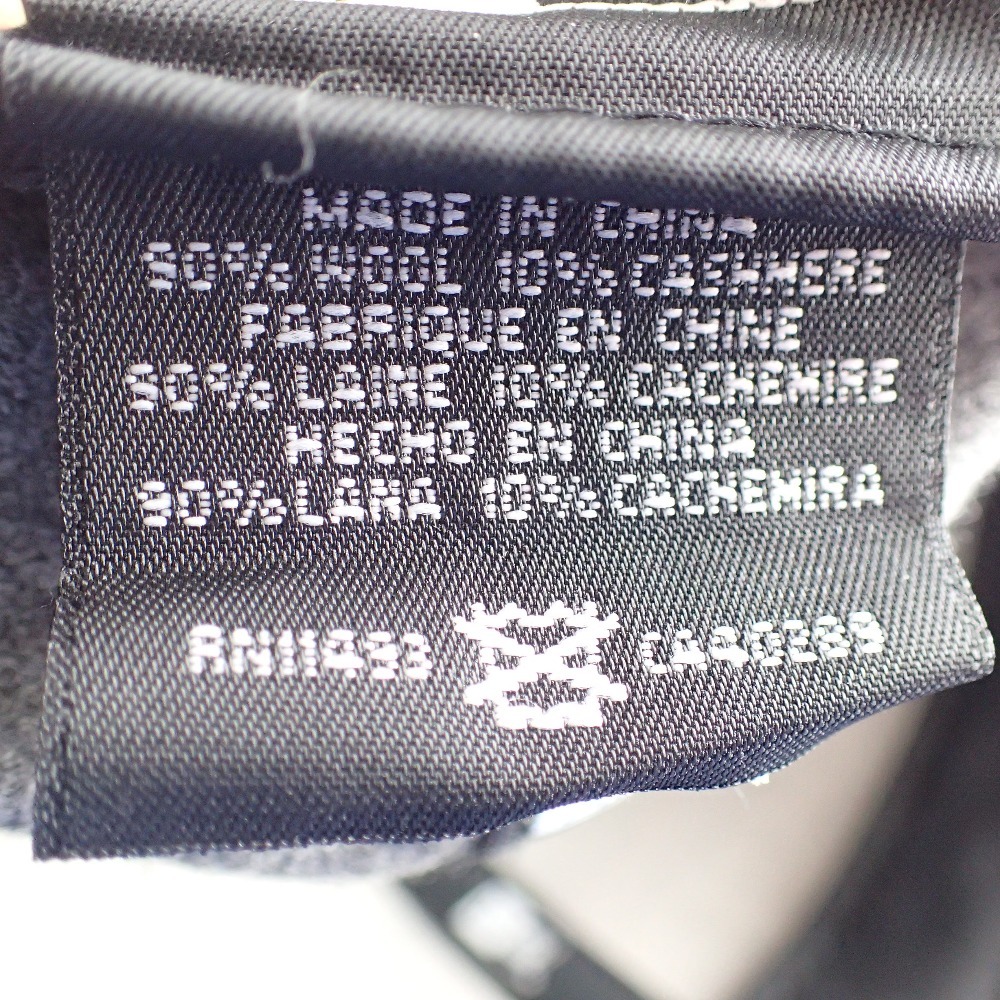 MADE IN CHINA
90% WOOL 10% CASHMERE
FABRIQUE EN CHINE
90% LAINE 10% CACHEMIRE
HECHO EN CHINA
90% LANA 10% CACHEMIRA